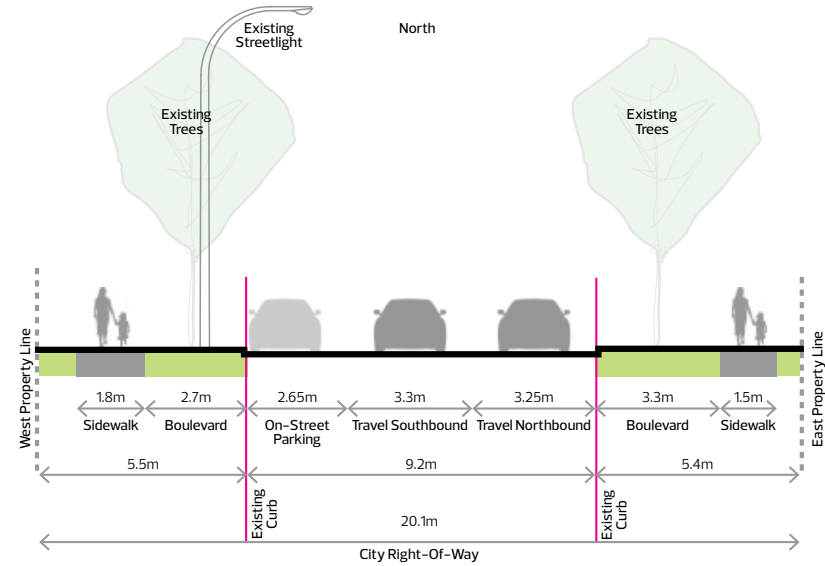 Existing
Streetlight
North
Existing
Trees
Existing
Trees
West Property Line
East Property Line
1.8m
2.7m
2.65m
3.3m
3.25m
3.3m
1.5m
Sidewalk
Boulevard
On-Street
Parking
Travel Southbound
Travel Northbound
Boulevard
Sidewalk
5.5m
9.2m
5.4m
Existing
Curb
Existing
Curb
20.1m
City Right-Of-Way